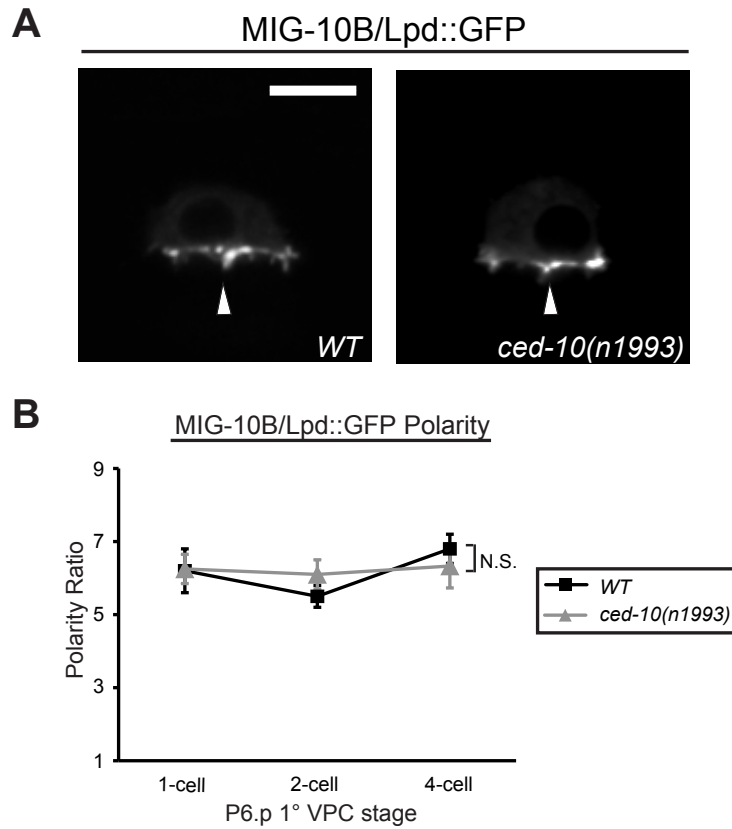 A
MIG-10B/Lpd::GFP
WT
ced-10(n1993)
B
MIG-10B/Lpd::GFP Polarity
9
7
5
3
1
Polarity Ratio
N.S.
WT
ced-10(n1993)
1-cell 2-cell 4-cell
P6.p 1° VPC stage